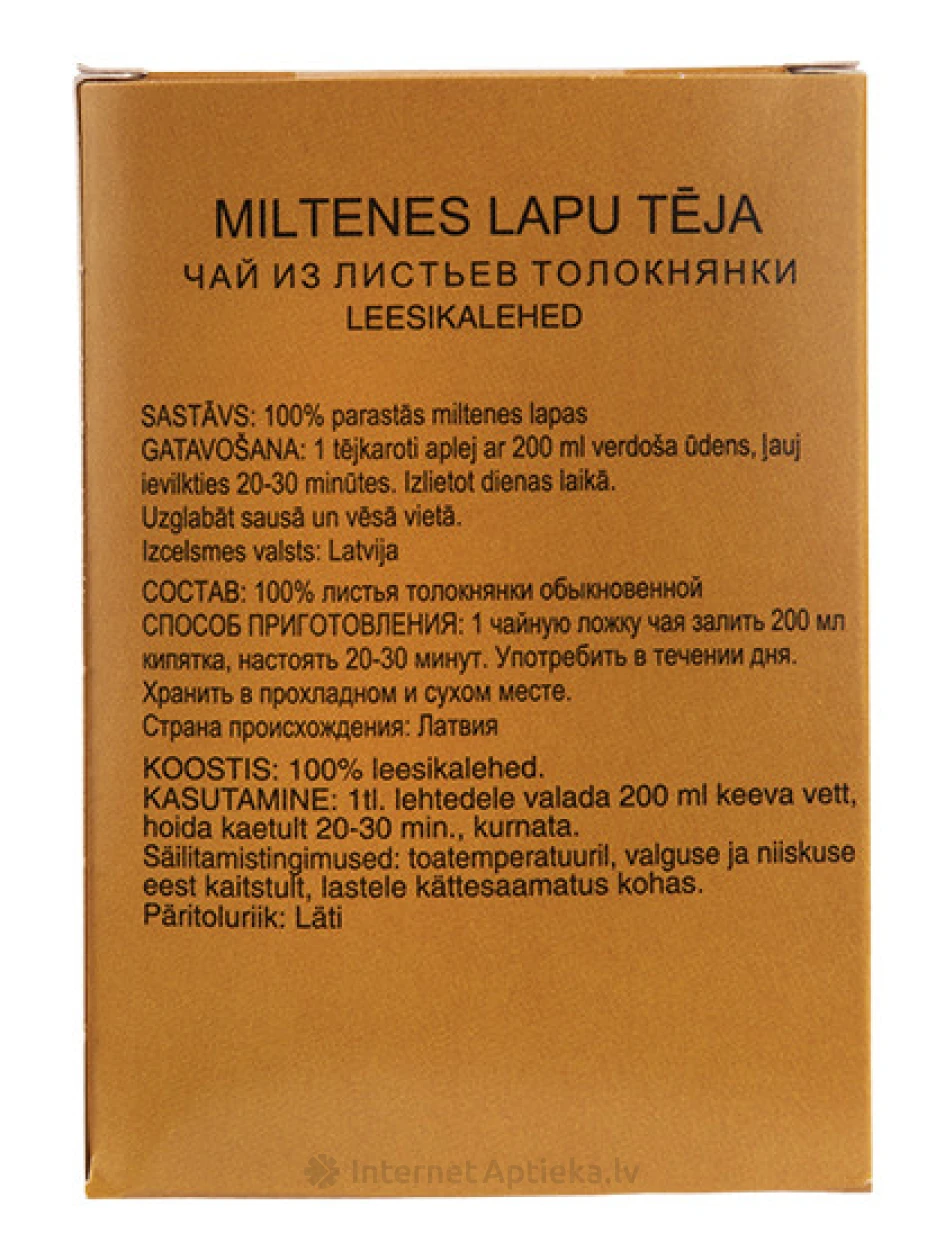 MILTENES LAPU TĒJA
ЧАЙ ИЗ ЛИСТЬЕВ ТОЛОКНЯНКИ
LEESIKALEHED
SASTĀVS: 100% parastās miltenes lapas
GATAVOŠANA: 1 tējkaroti aplej ar 200 ml verdoša ūdens, ļauj
ievilkties 20-30 minūtes. Izlietot dienas laikā.
Uzglabāt sausā un vēsā vietā.
Izcelsmes valsts: Latvija
СОСТАВ: 100% листья толокнянки обыкновенной
СПОСОБ ПРИГОТОВЛЕНИЯ: 1 чайную ложку чая залить 200 мл
кипятка, настоять 20-30 минут. Употребить в течении дня.
Хранить в прохладном и сухом месте.
Страна происхождения: Латвия
KOOSTIS: 100% leesikalehed.
KASUTAMINE: 1tl. lehtedele valada 200 ml keeva vett,
hoida kaetult 20-30 min., kurnata.
Säilitamistingimused: toatemperatuuril, valguse ja niiskuse
eest kaitstult, lastele kättesaamatus kohas.
Päritoluriik: Läti
InternetAptieka.lv